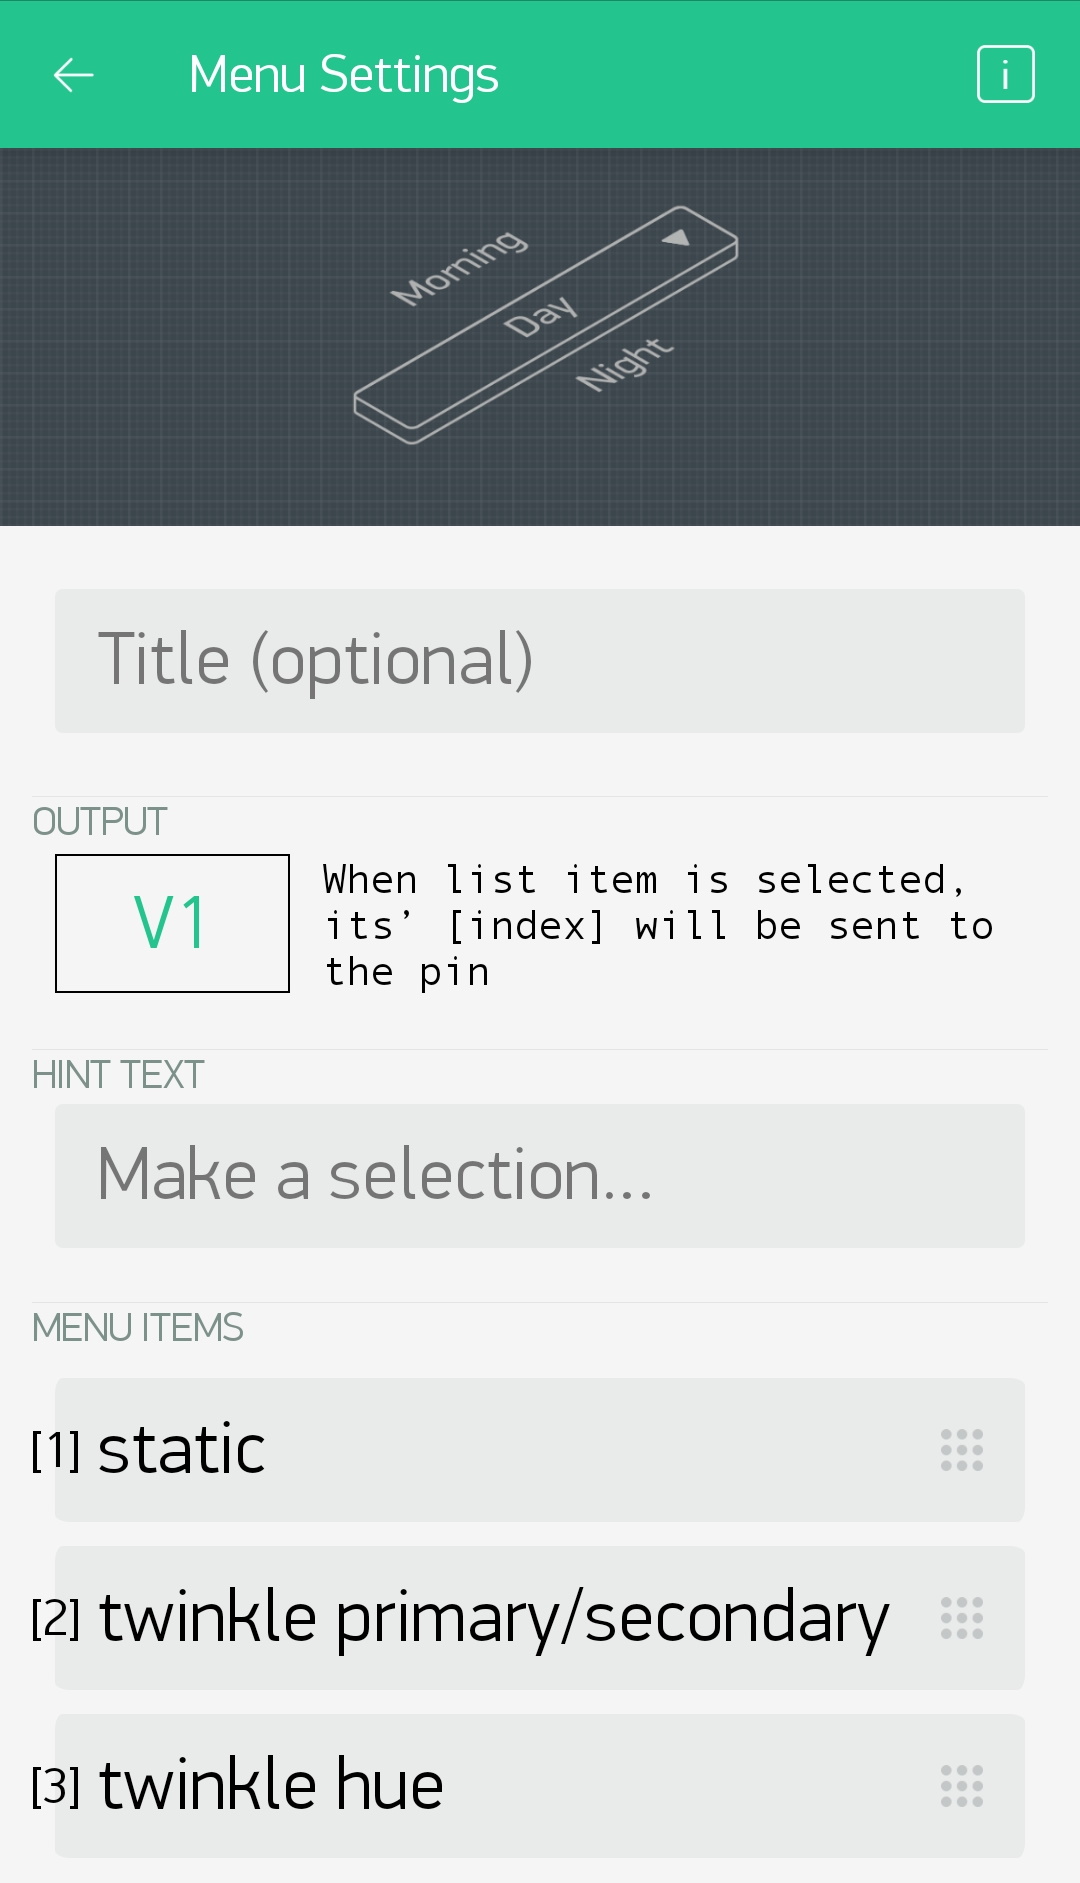 Menu Settings
i
Morning
Day
Night
Title (optional)
OUTPUT
V1
When list item is selected,
its’ [index] will be sent to
the pin
HINT TEXT
Make a selection...
MENU ITEMS
[1] static
[2] twinkle primary/secondary
[3] twinkle hue